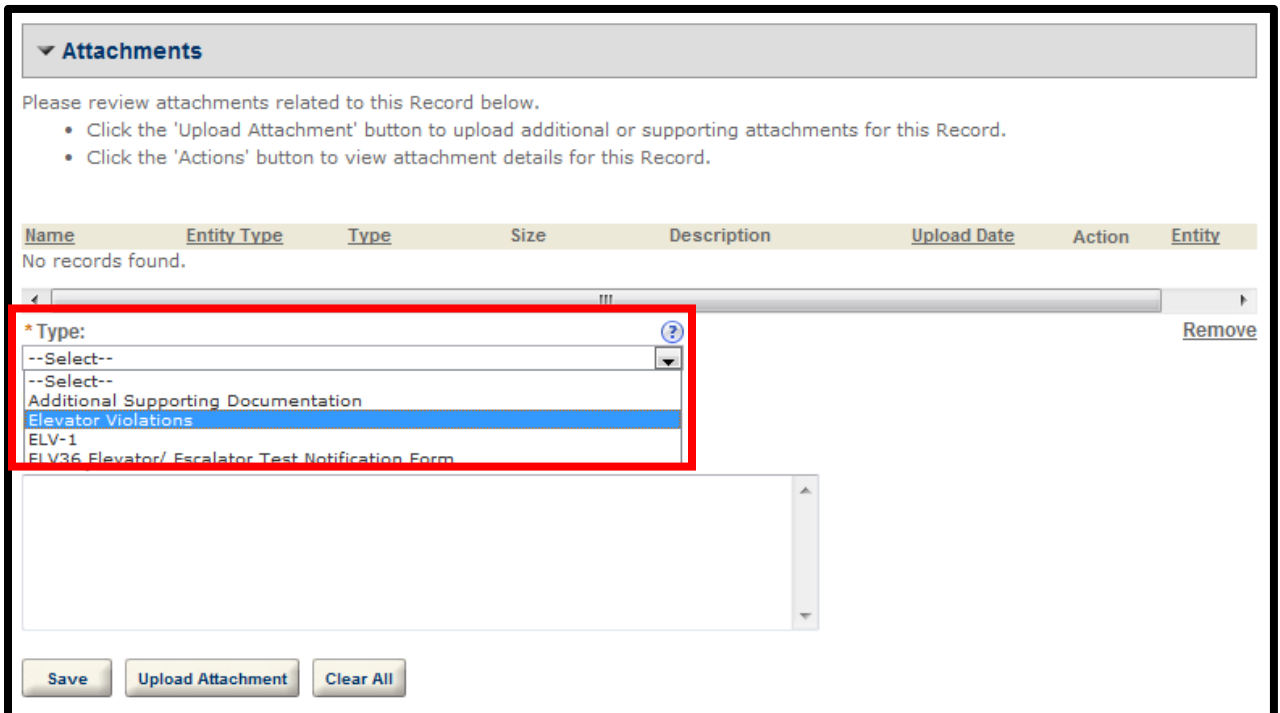 Attachments
Please review attachments related to this Record below.
• Click the 'Upload Attachment' button to upload additional or supporting attachments for this Record.
• Click the 'Actions' button to view attachment details for this Record.
Name Entity Type Type Size Description Upload Date Action Entity
No records found.
*Type: ? Remove
--Select--
--Select--
Additional Supporting Documentation
Elevator Violations
ELV-1
ELV36 Elevator/ Escalator Test Notification Form
Save Upload Attachment Clear All